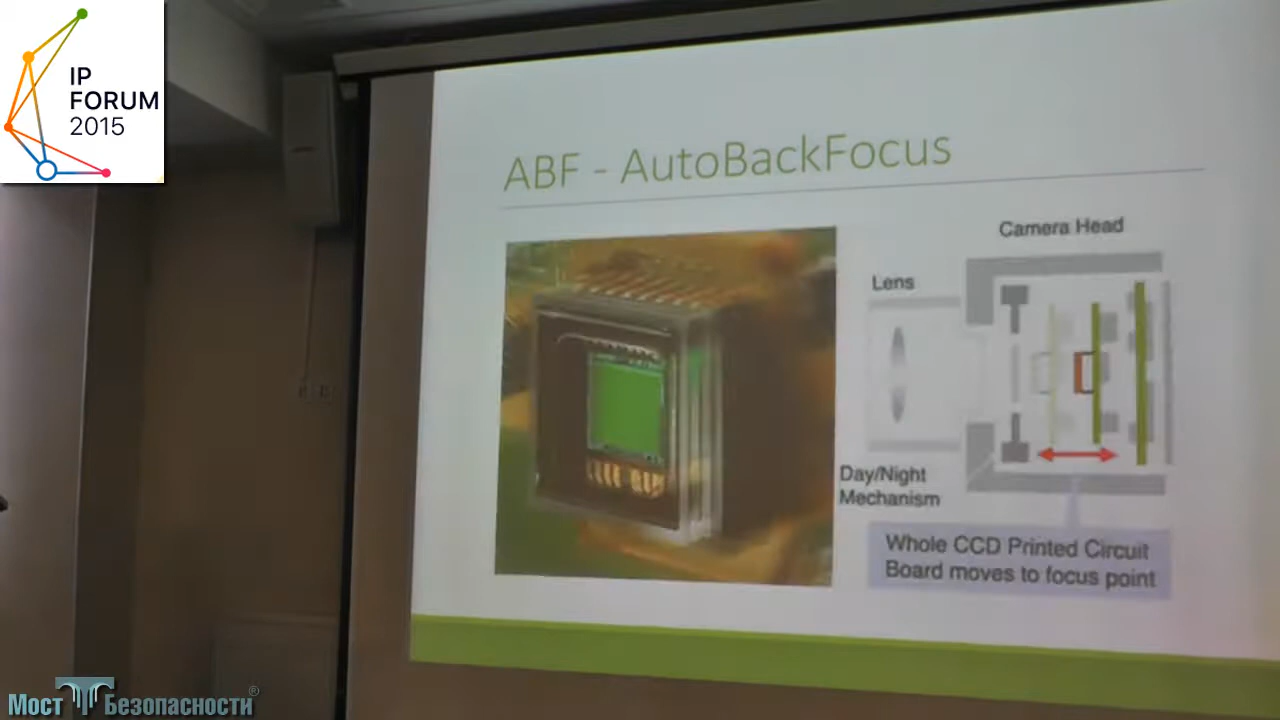 IP
FORUM
2015
ABF - AutoBackFocus
Camera Head
Lens
Day/Night
Mechanism
Whole CCD Printed Circuit
Board moves to focus point
Мост Безопасности®